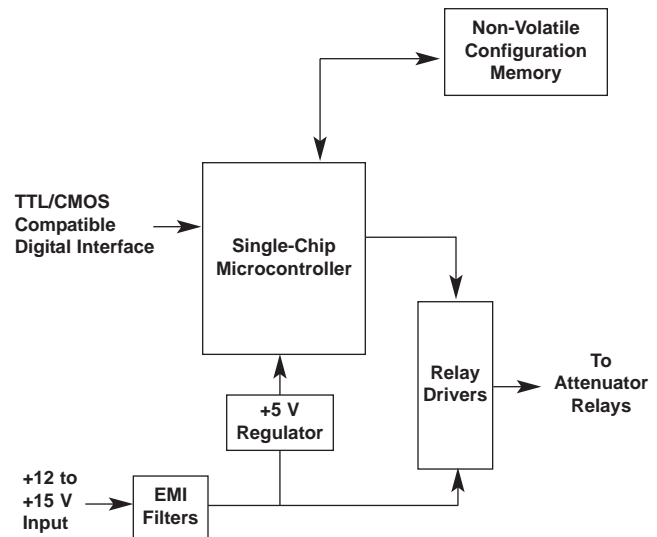 Non-Volatile
Configuration
Memory
TTL/CMOS
Compatible
Digital Interface
Single-Chip
Microcontroller
Relay
Drivers
To
Attenuator
Relays
+5 V
Regulator
+12 to
+15 V
Input
EMI
Filters